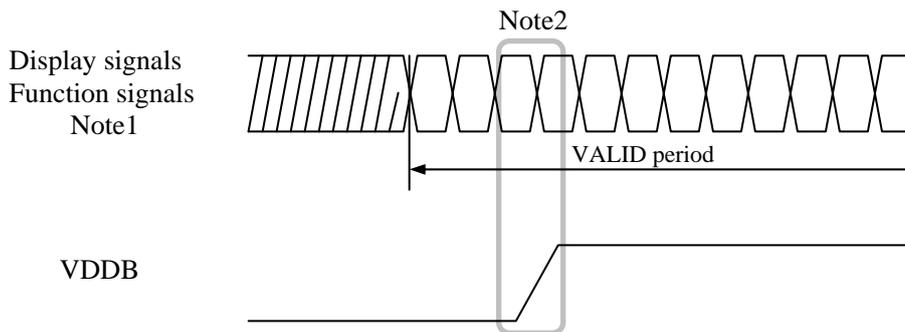 Note2
Display signals
Function signals
Note1
VALID period
VDDB